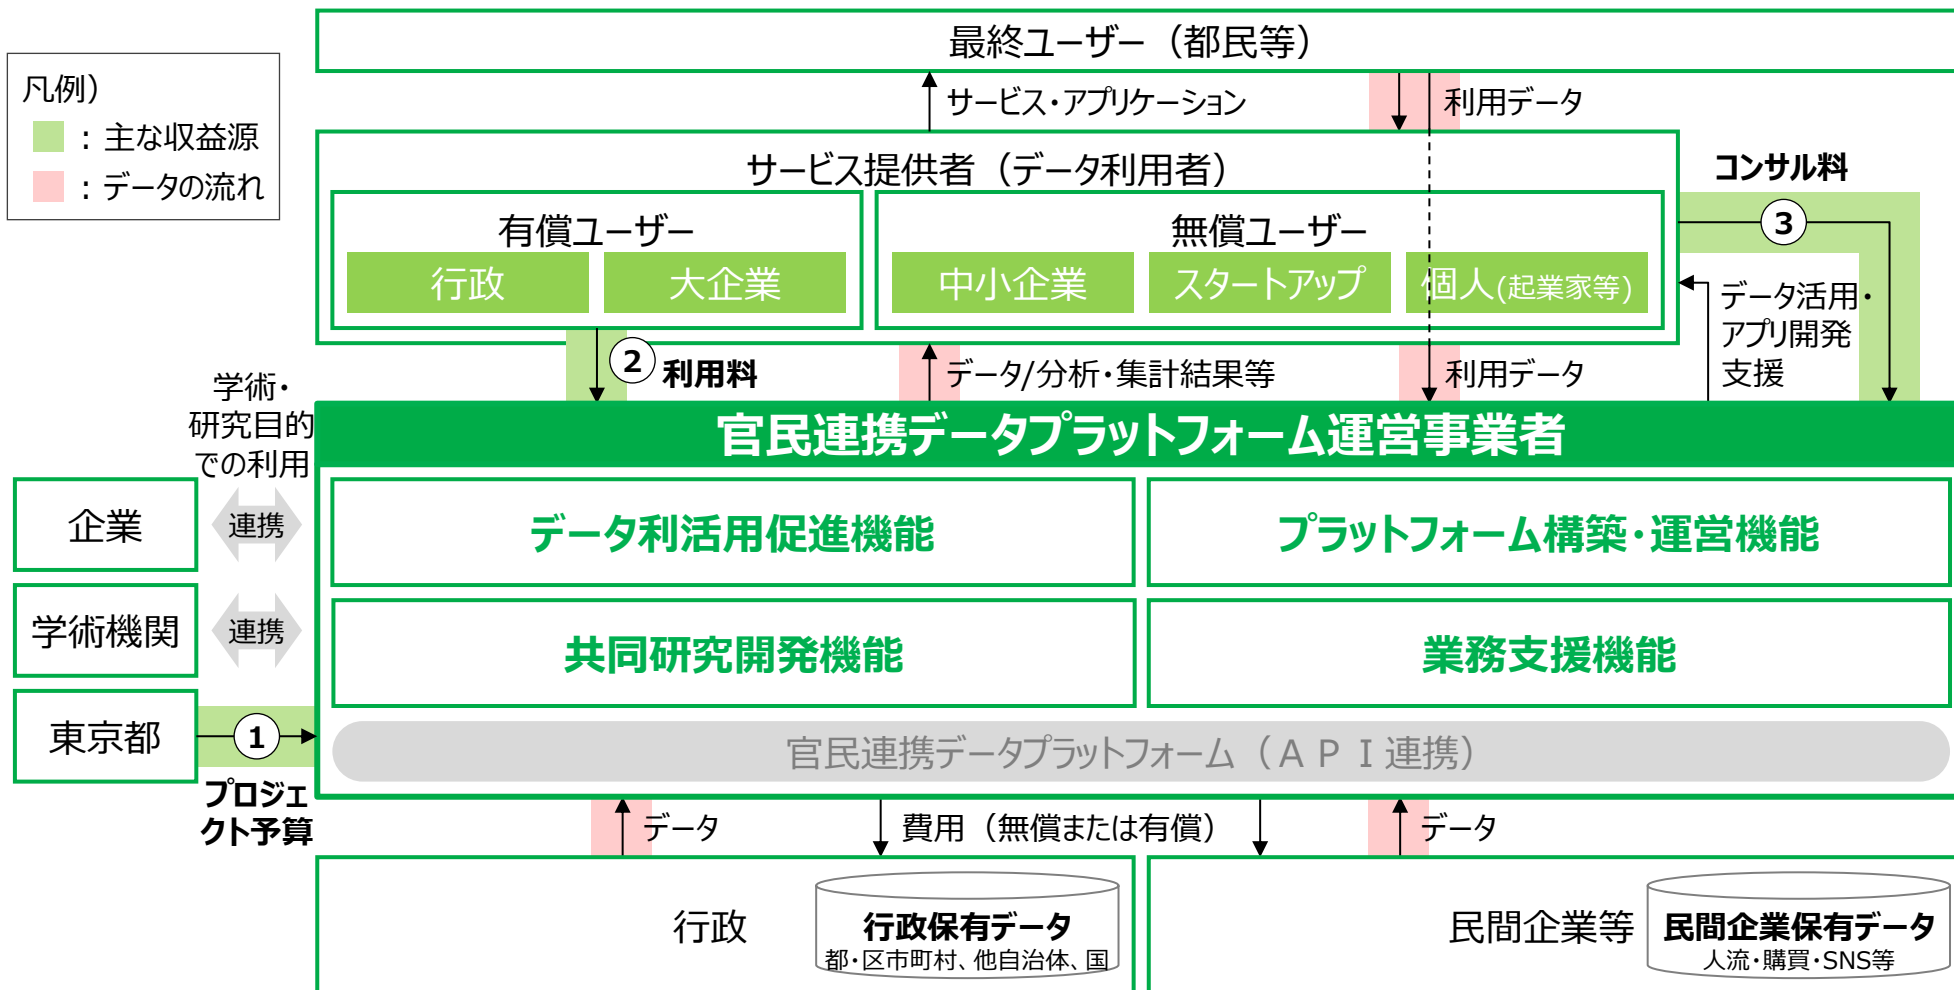 最終ユーザー（都民等）
凡例）
：主な収益源
：データの流れ
サービス・アプリケーション
利用データ
サービス提供者（データ利用者）
コンサル料
有償ユーザー
無償ユーザー
3
行政
大企業
中小企業
スタートアップ
個人(起業家等)
データ活用・
アプリ開発
支援
2
利用料
データ/分析・集計結果等
利用データ
学術・
研究目的
での利用
官民連携データプラットフォーム運営事業者
企業
連携
データ利活用促進機能
プラットフォーム構築・運営機能
学術機関
連携
共同研究開発機能
業務支援機能
東京都
1
官民連携データプラットフォーム（ＡＰＩ連携）
プロジェ
クト予算
データ
費用（無償または有償）
データ
行政
行政保有データ
都・区市町村、他自治体、国
民間企業等
民間企業保有データ
人流・購買・SNS等